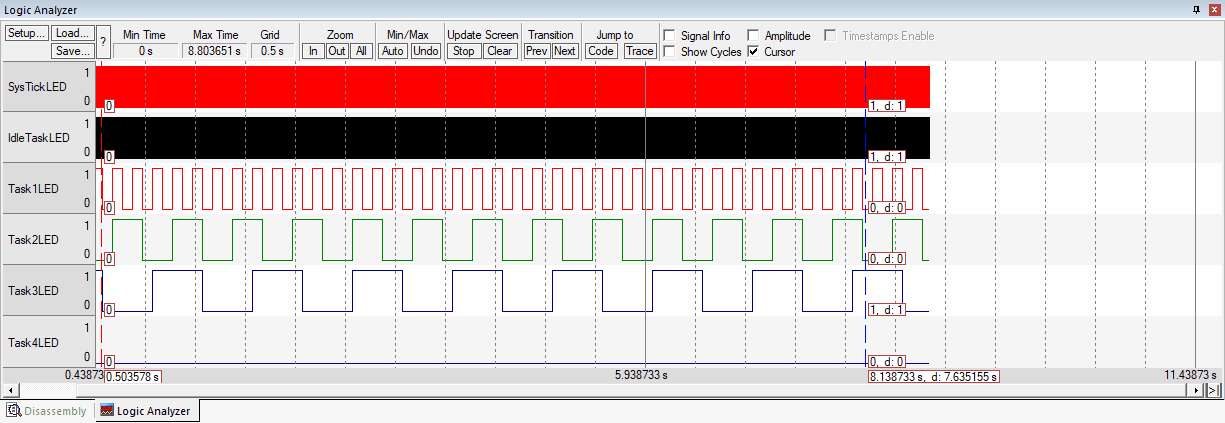 Logic Analyzer
Setup... Load... Min Time Max Time Grid Zoom Min/Max Update Screen Transition Jump to Signal Info Amplitude Timestamps Enable
Save... ? 0 s 8.803651 s 0.5 s In Out All Auto Undo Stop Clear Prev Next Code Trace Show Cycles Cursor
1
SysTickLED
0 0 1, d: 1
1
IdleTaskLED
0 0 1, d: 1
1
Task1LED
0 0 0, d: 0
1
Task2LED
0 0 0, d: 0
1
Task3LED
0 0 1, d: 1
1
Task4LED
0 0 0, d: 0
0.43873 0.503578 s 5.938733 s 8.138733 s, d: 7.635155 s 11.43873 s
Disassembly Logic Analyzer